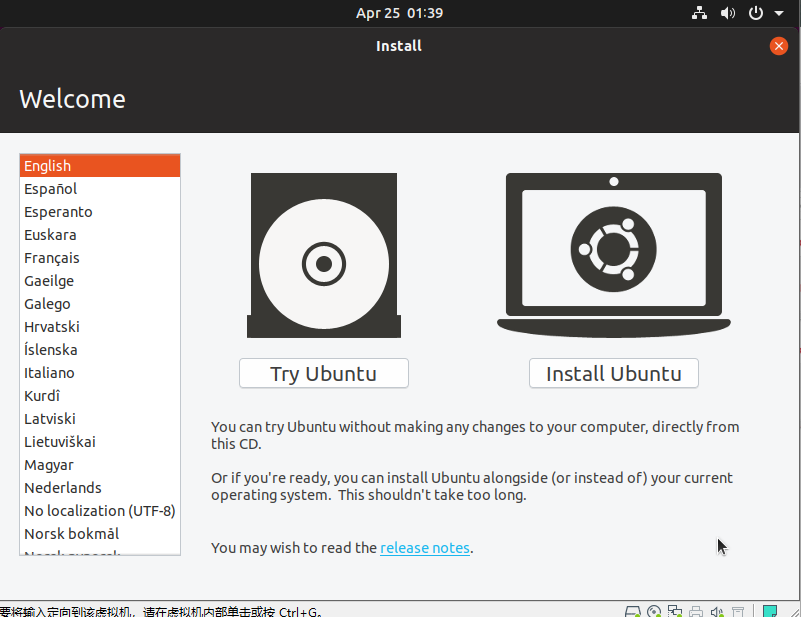 Apr 25 01:39
Install
Welcome
English
Español
Esperanto
Euskara
Français
Gaeilge
Galego
Hrvatski
Íslenska
Italiano
Kurdî
Latviski
Lietuviškai
Magyar
Nederlands
No localization (UTF-8)
Norsk bokmål
Try Ubuntu
Install Ubuntu
You can try Ubuntu without making any changes to your computer, directly from
this CD.
Or if you're ready, you can install Ubuntu alongside (or instead of) your current
operating system. This shouldn't take too long.
You may wish to read the release notes.
要将输入定向到该虚拟机，请在虚拟机内部单击或按 Ctrl+G。